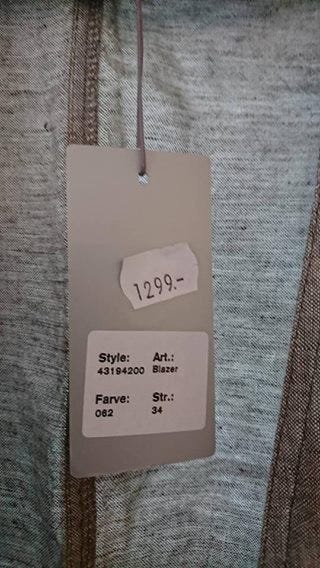 1299.-
Style: Art.:
43194200 Blazer
Farve: Str.:
062 34